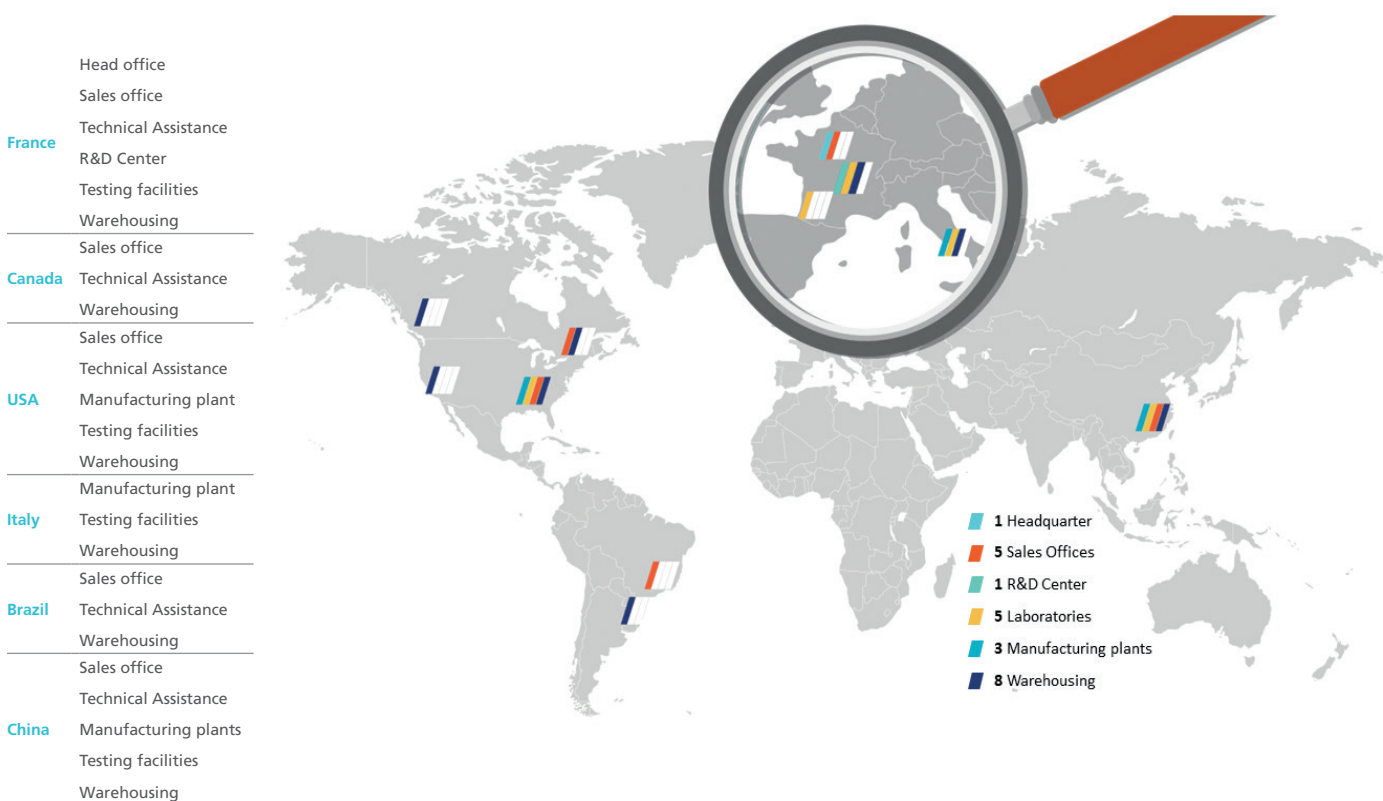 Head office
Sales office
Technical Assistance
France
R&D Center
Testing facilities
Warehousing
Sales office
Canada Technical Assistance
Warehousing
Sales office
Technical Assistance
USA Manufacturing plant
Testing facilities
Warehousing
Manufacturing plant
Italy Testing facilities
Warehousing
Sales office
Brazil Technical Assistance
Warehousing
Sales office
Technical Assistance
China Manufacturing plants
Testing facilities
Warehousing
1 Headquarter
5 Sales Offices
1 R&D Center
5 Laboratories
3 Manufacturing plants
8 Warehousing